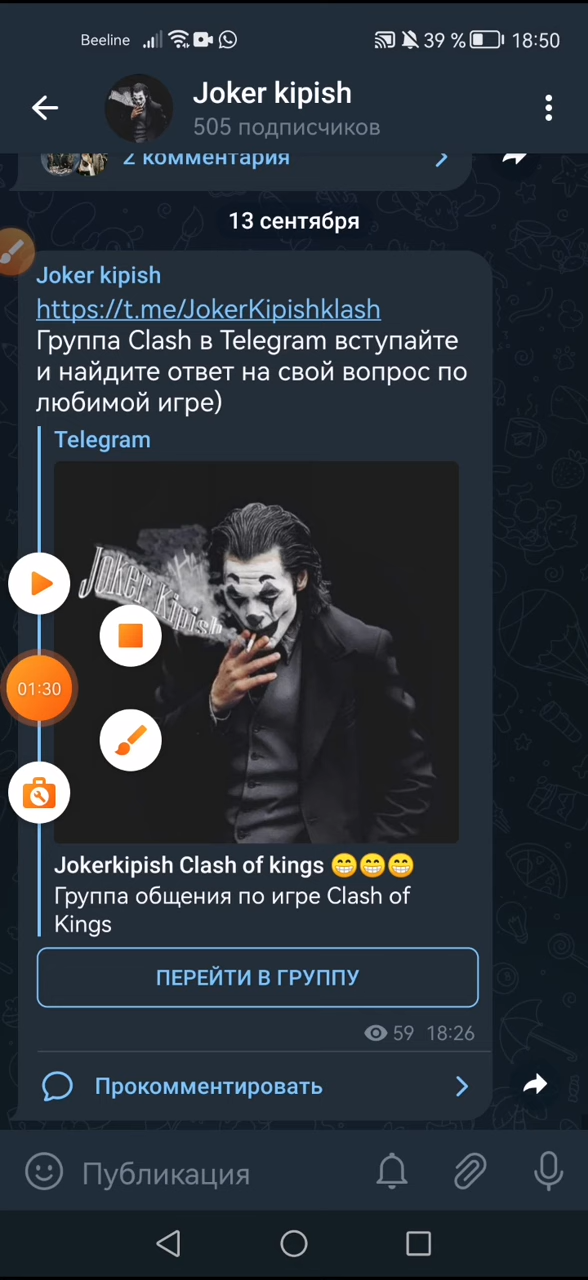 Beeline 39 % 18:50
Joker kipish
505 подписчиков
2 комментария
13 сентября
Joker kipish
https://t.me/JokerKipishklash
Группа Clash в Telegram вступайте
и найдите ответ на свой вопрос по
любимой игре)
Telegram
Joker Kipish
01:30
Jokerkipish Clash of kings 😁😁😁
Группа общения по игре Clash of
Kings
ПЕРЕЙТИ В ГРУППУ
59 18:26
Прокомментировать
Публикация